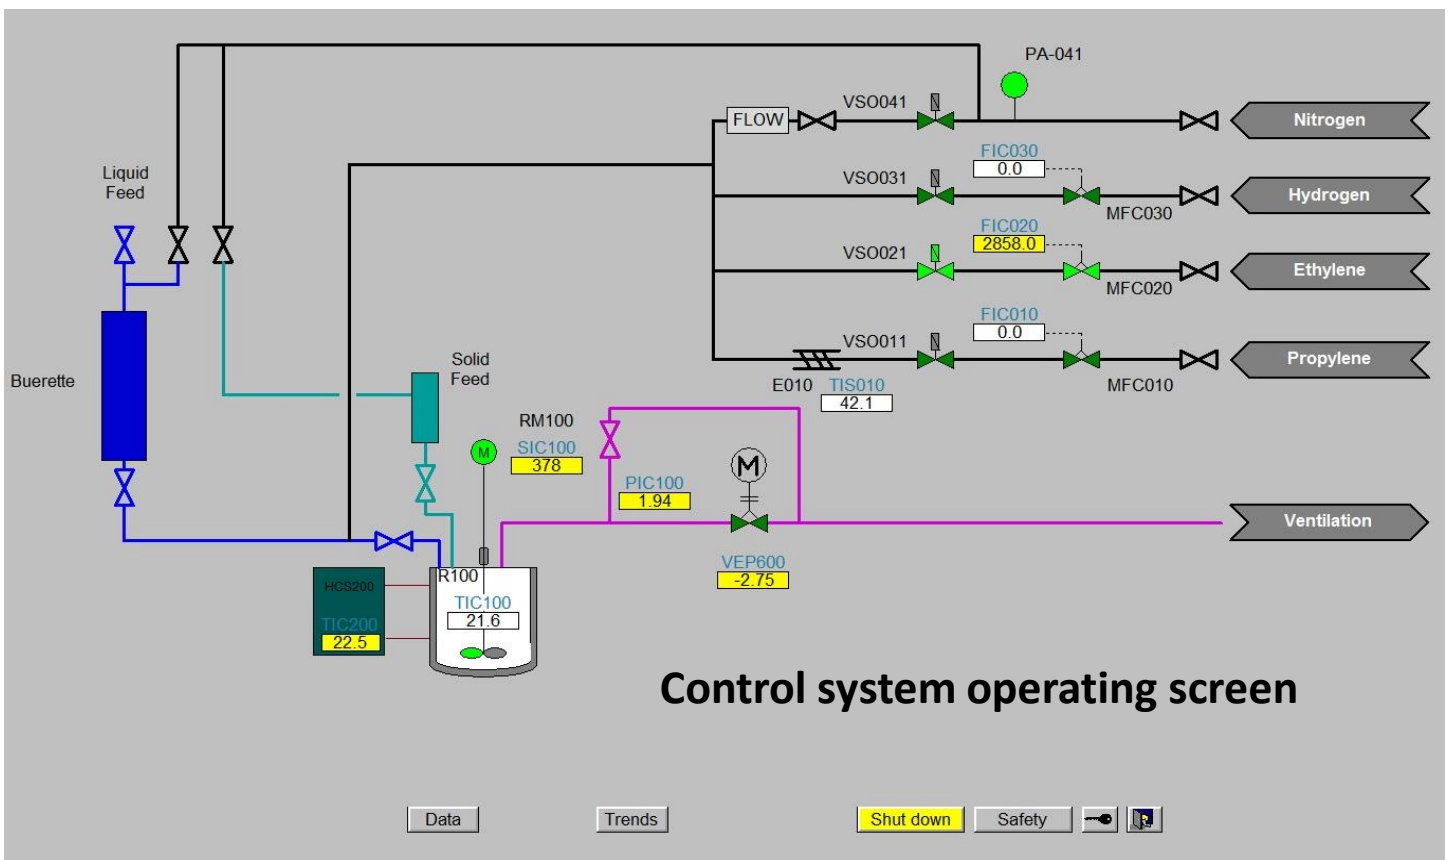 PA-041
VSO041
FLOW
Nitrogen
FIC030
0.0
VSO031
MFC030
Hydrogen
Liquid
Feed
FIC020
2858.0
VSO021
MFC020
Ethylene
FIC010
0.0
VSO011
MFC010
Propylene
E010
TIS010
42.1
Buerette
Solid
Feed
RM100
SIC100
378
M
M
PIC100
1.94
Ventilation
VEP600
-2.75
HCS200
TIC200
22.5
R100
TIC100
21.6
Control system operating screen
Data
Trends
Shut down
Safety